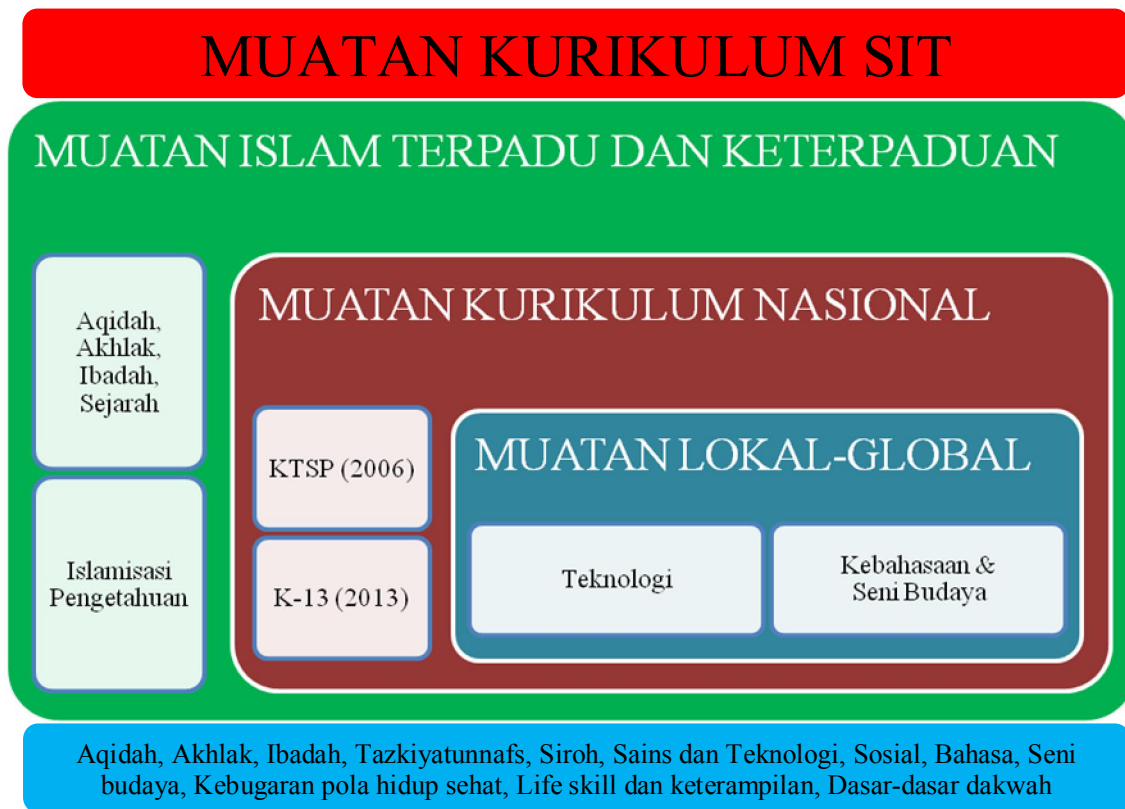 MUATAN KURIKULUM SIT
MUATAN ISLAM TERPADU DAN KETERPADUAN
Aqidah,
Akhlak,
Ibadah,
Sejarah
Islamisasi
Pengetahuan
MUATAN KURIKULUM NASIONAL
KTSP (2006)
K-13 (2013)
MUATAN LOKAL-GLOBAL
Teknologi
Kebahasaan &
Seni Budaya
Aqidah, Akhlak, Ibadah, Tazkiyatunnafs, Siroh, Sains dan Teknologi, Sosial, Bahasa, Seni
budaya, Kebugaran pola hidup sehat, Life skill dan keterampilan, Dasar-dasar dakwah